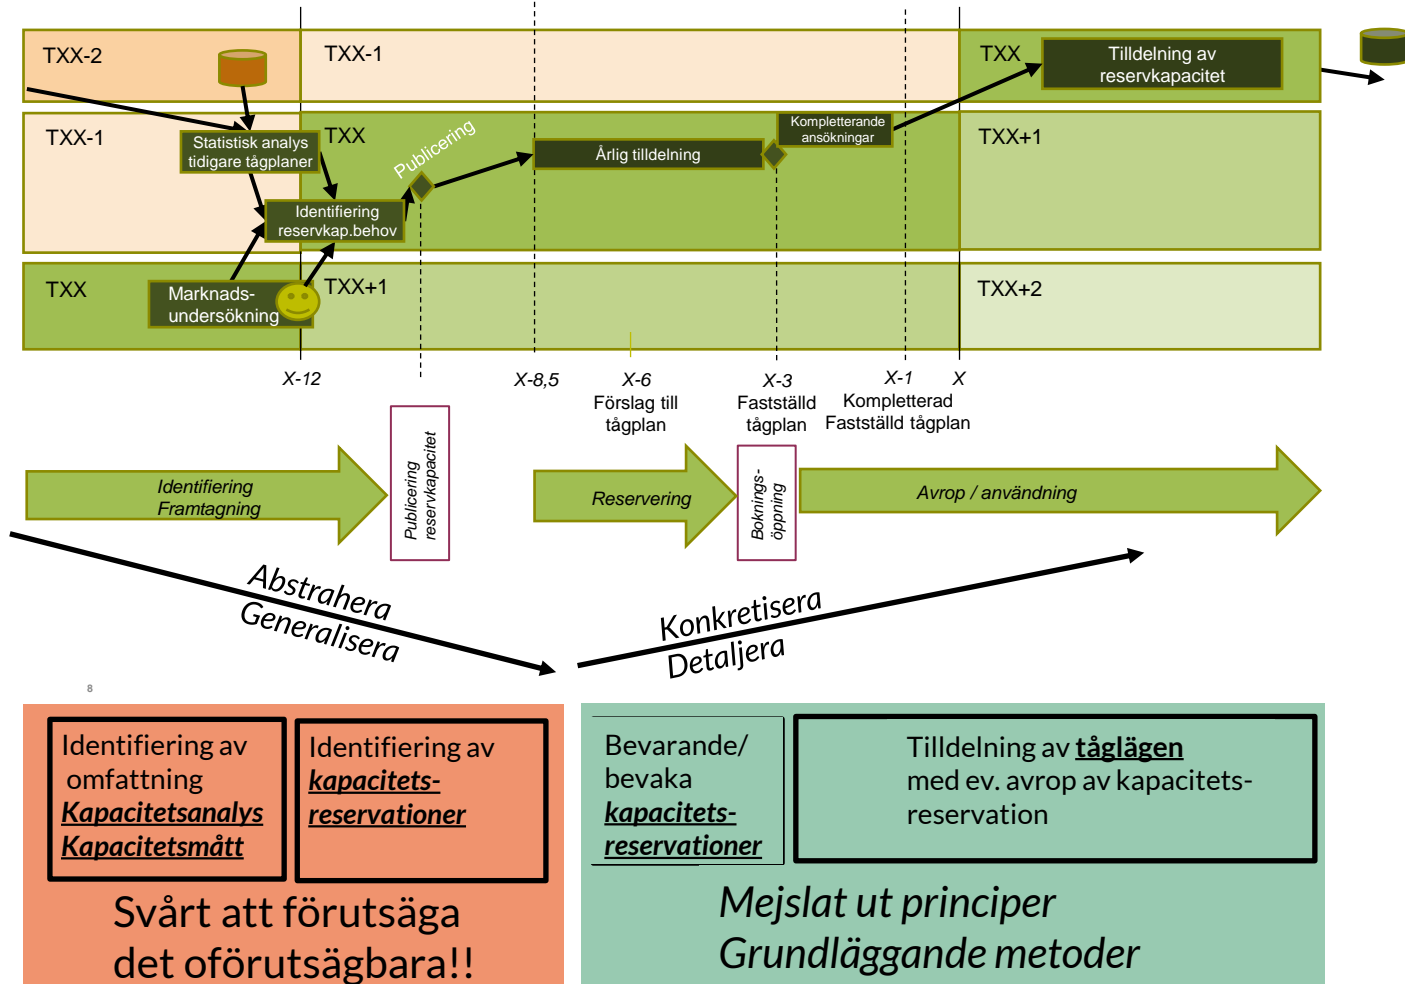 TXX-2
TXX-1
TXX
Tilldelning av
reservkapacitet
TXX-1
Statistisk analys
tidigare tågplaner
TXX
Publicering
Årlig tilldelning
Kompletterande
ansökningar
TXX+1
Identifiering
reservkap.behov
TXX
Marknads-
undersökning
TXX+1
TXX+2
X-12
X-8,5
X-6
Förslag till
tågplan
X-3
Fastställd
tågplan
X-1
Kompletterad
Fastställd tågplan
X
Identifiering
Framtagning
Publicering
reservkapacitet
Reservering
Boknings-
öppning
Avrop / användning
Abstrahera
Generalisera
Konkretisera
Detaljera
8
Identifiering av
omfattning
Kapacitetsanalys
Kapacitetsmått
Identifiering av
kapacitets-
reservationer
Svårt att förutsäga
det oförutsägbara!!
Bevarande/
bevaka
kapacitets-
reservationer
Tilldelning av tåglägen
med ev. avrop av kapacitets-
reservation
Mejslat ut principer
Grundläggande metoder